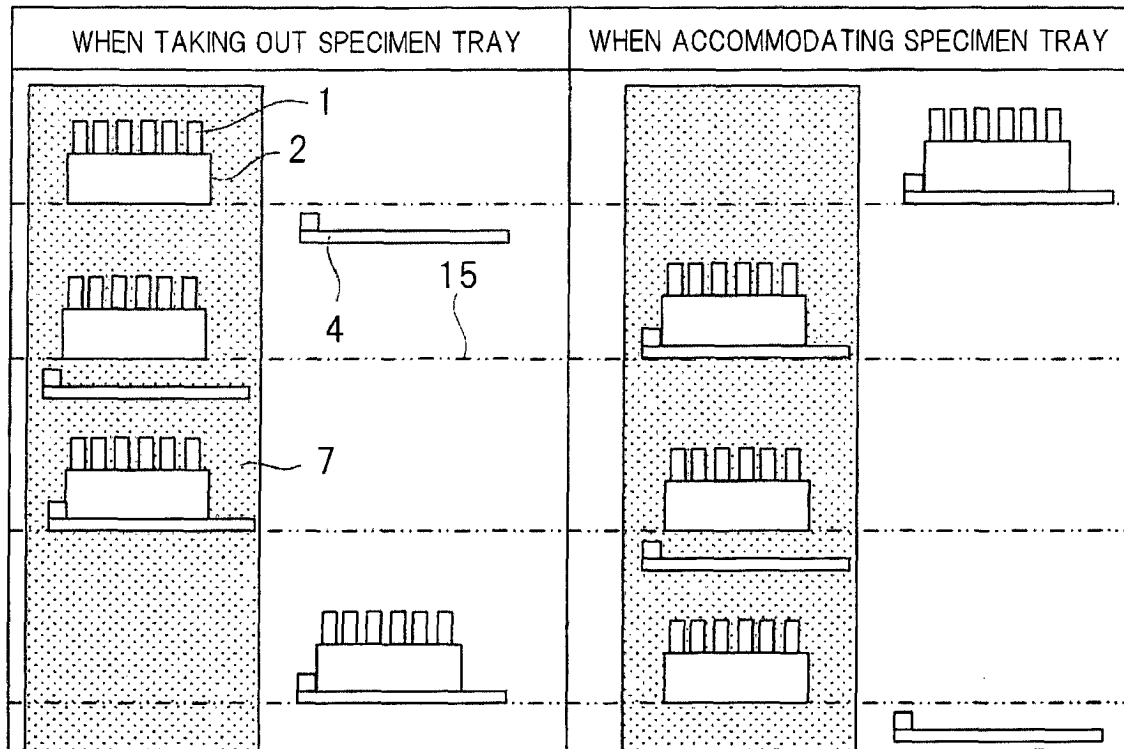 WHEN TAKING OUT SPECIMEN TRAY
WHEN ACCOMMODATING SPECIMEN TRAY
1
2
4
15
7